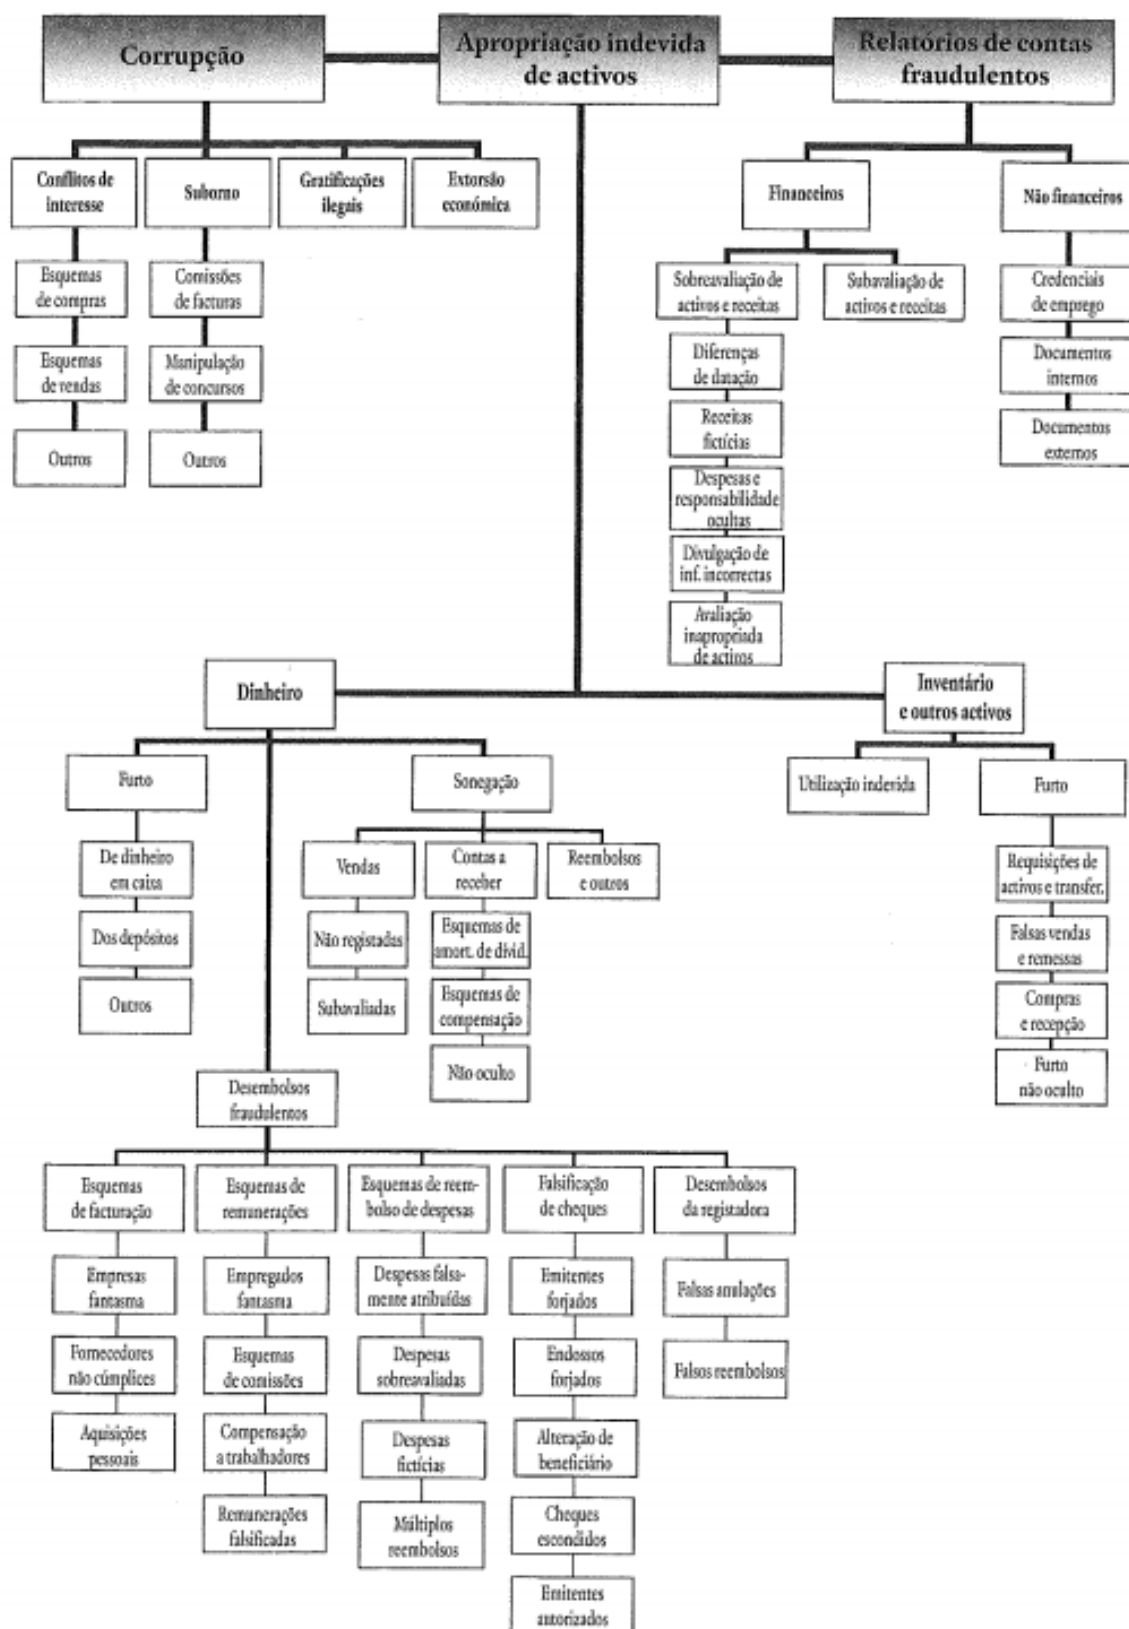 Corrupção
Apropriação indevida
de activos
Relatórios de contas
fraudulentos
Conflitos de
interesse
Suborno
Gratificações
ilegais
Extorsão
económica
Esquemas
de compras
Esquemas
de vendas
Outros
Comissões
de facturas
Manipulação
de concursos
Outros
Financeiros
Não financeiros
Sobreavaliação de
activos e receitas
Subavaliação de
activos e receitas
Diferenças
de datação
Receitas
fictícias
Despesas e
responsabilidade
ocultas
Divulgação de
inf. incorrectas
Avaliação
inapropriada
de activos
Credenciais
de emprego
Documentos
internos
Documentos
externos
Dinheiro
Inventário
e outros activos
Furto
De dinheiro
em caixa
Dos depósitos
Outros
Sonegação
Vendas
Não registadas
Subavaliadas
Contas a
receber
Esquemas de
amort. de dívid.
Esquemas de
compensação
Não oculto
Reembolsos
e outros
Utilização indevida
Furto
Requisições de
activos e transfer.
Falsas vendas
e remessas
Compras
e recepção
Furto
não oculto
Desembolsos
fraudulentos
Esquemas
de facturação
Empresas
fantasma
Fornecedores
não cúmplices
Aquisições
pessoais
Esquemas de
remunerações
Empregados
fantasma
Esquemas
de comissões
Compensação
a trabalhadores
Remunerações
falsificadas
Esquemas de reem-
bolso de despesas
Despesas falsa-
mente atribuídas
Despesas
sobreavaliadas
Despesas
fictícias
Múltiplos
reembolsos
Falsificação
de cheques
Emitentes
forjados
Endossos
forjados
Alteração de
beneficiário
Cheques
escondidos
Emitentes
autorizados
Desembolsos
da registadora
Falsas anulações
Falsos reembolsos